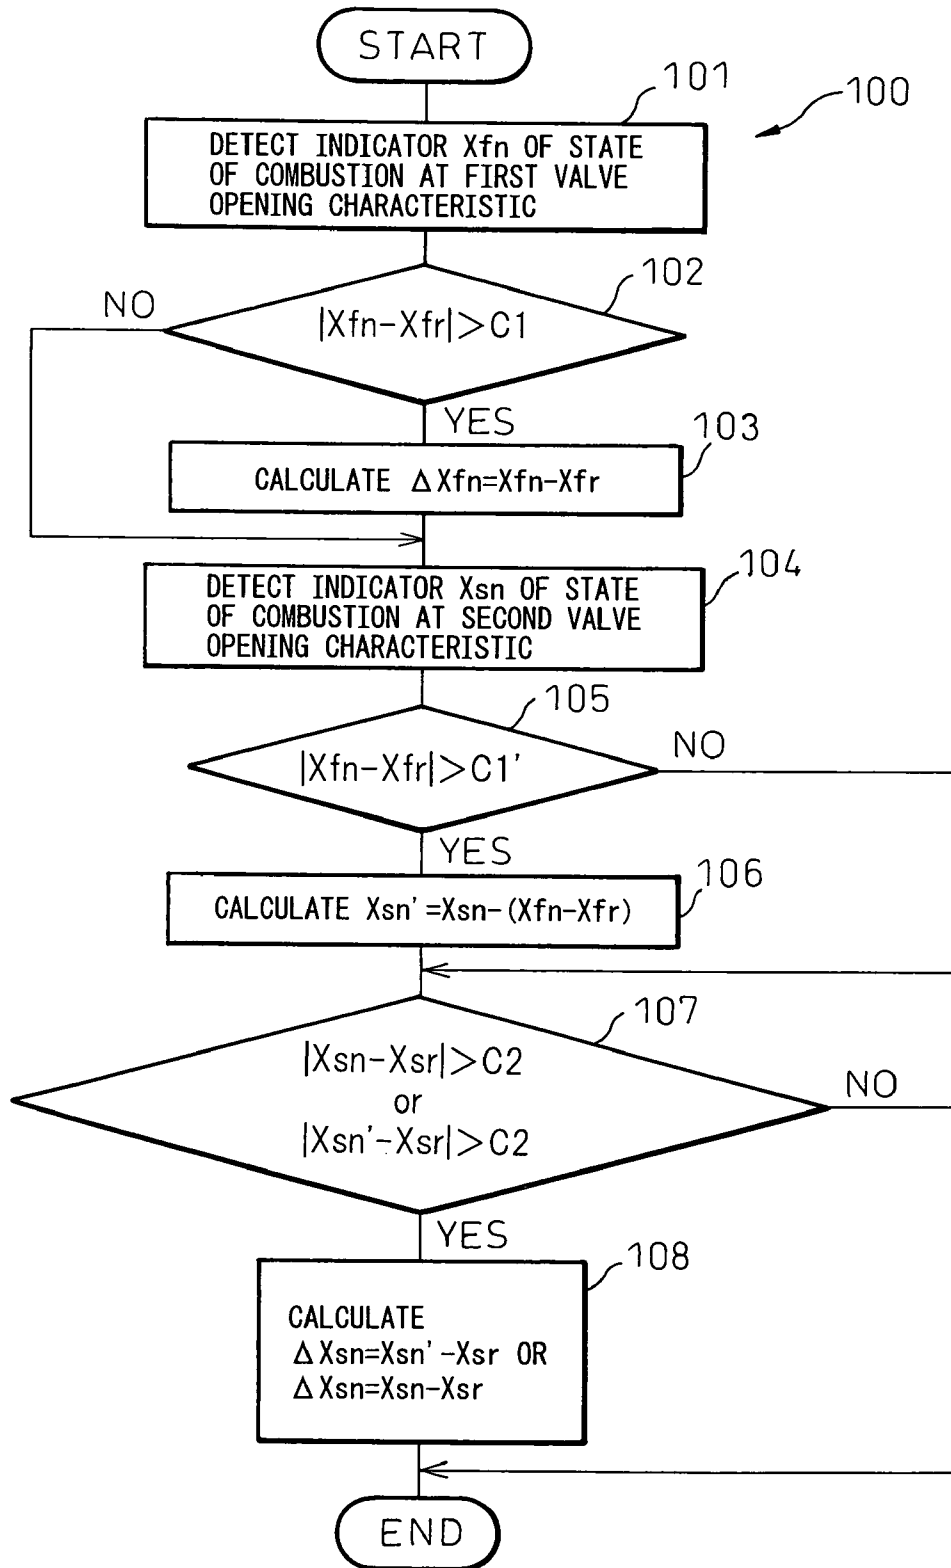 START
101
100
DETECT INDICATOR Xfn OF STATE
OF COMBUSTION AT FIRST VALVE
OPENING CHARACTERISTIC
102
NO
|Xfn-Xfr|>C1
YES
103
CALCULATE ΔXfn=Xfn-Xfr
104
DETECT INDICATOR Xsn OF STATE
OF COMBUSTION AT SECOND VALVE
OPENING CHARACTERISTIC
105
NO
|Xfn-Xfr|>C1'
YES
106
CALCULATE Xsn'=Xsn-(Xfn-Xfr)
107
|Xsn-Xsr|>C2
NO
or
|Xsn'-Xsr|>C2
YES
108
CALCULATE
ΔXsn=Xsn'-Xsr OR
ΔXsn=Xsn-Xsr
END